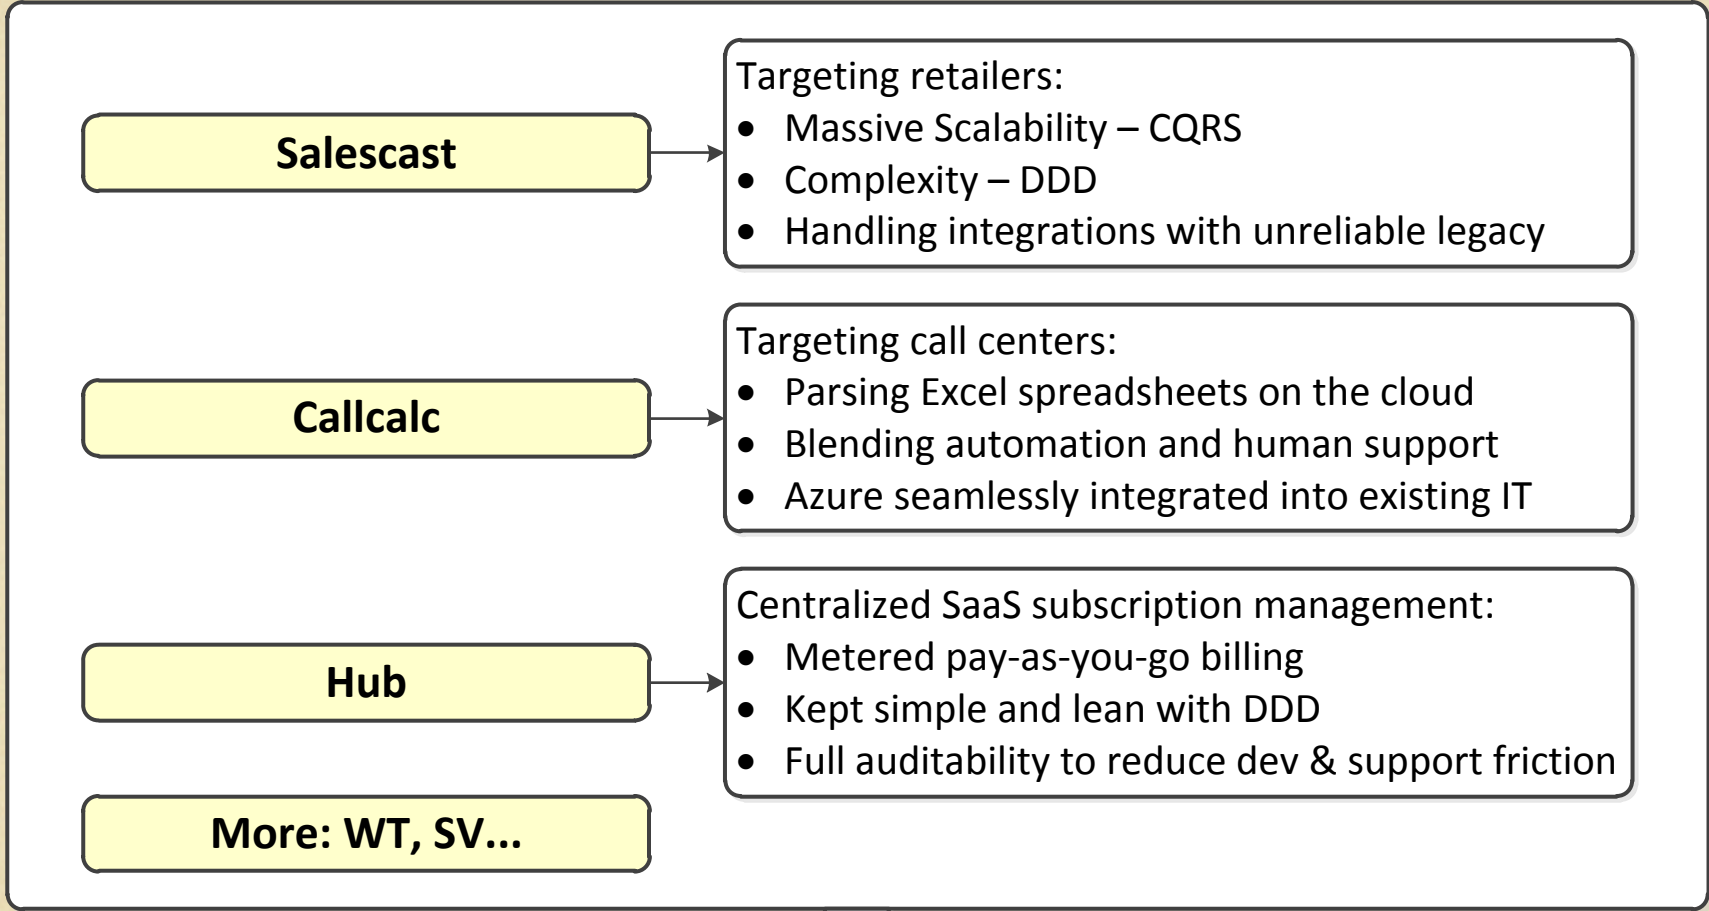 Salescast
Targeting retailers:
• Massive Scalability – CQRS
• Complexity – DDD
• Handling integrations with unreliable legacy
Callcalc
Targeting call centers:
• Parsing Excel spreadsheets on the cloud
• Blending automation and human support
• Azure seamlessly integrated into existing IT
Hub
Centralized SaaS subscription management:
• Metered pay-as-you-go billing
• Kept simple and lean with DDD
• Full auditability to reduce dev & support friction
More: WT, SV...